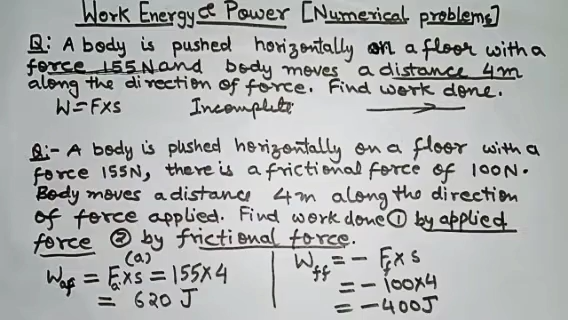 Work Energy & Power [Numerical problems]
Q: A body is pushed horizontally on a floor with a
force 155N and body moves a distance 4m
along the direction of force. Find work done.
W=F×s Incomplete
Q:- A body is pushed horizontally on a floor with a
force 155N, there is a frictional force of 100N.
Body moves a distance 4m along the direction
of force applied. Find work done ① by applied
force ② by frictional force.
(a)
Waf = Fa×s = 155×4
= 620 J
Wff = - Ff×s
= -100×4
= -400J